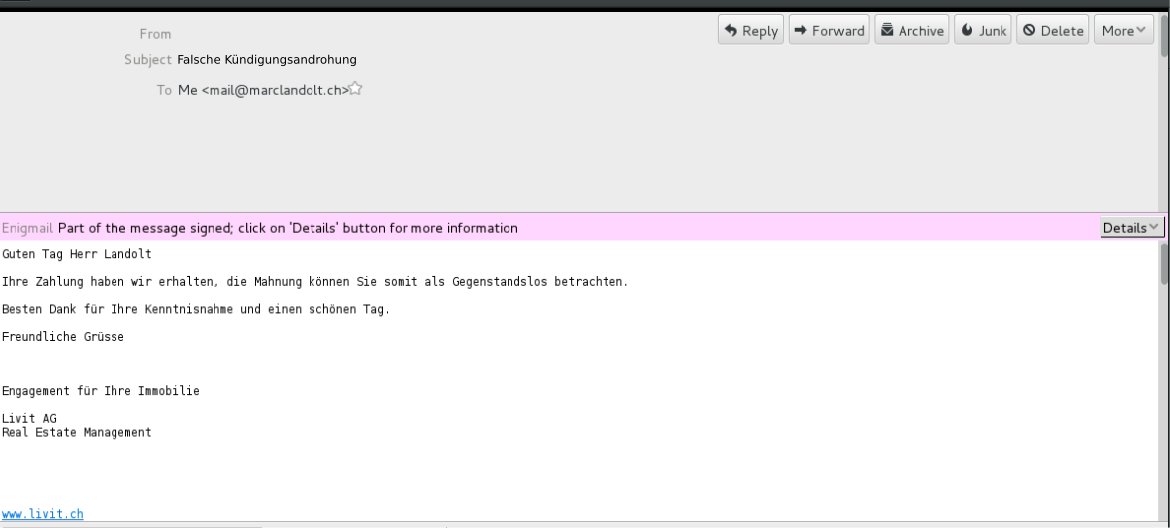 Reply Forward Archive Junk Delete More
From
Subject Falsche Kündigungsandrohung
To Me <mail@marclandolt.ch>
Enigmail Part of the message signed; click on 'Details' button for more information Details
Guten Tag Herr Landolt
Ihre Zahlung haben wir erhalten, die Mahnung können Sie somit als Gegenstandslos betrachten.
Besten Dank für Ihre Kenntnisnahme und einen schönen Tag.
Freundliche Grüsse
Engagement für Ihre Immobilie
Livit AG
Real Estate Management
www.livit.ch